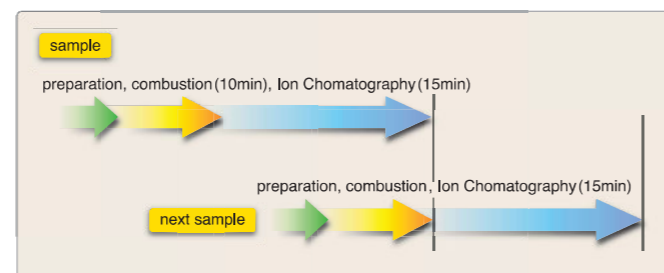 sample
preparation, combustion(10min), Ion Chomatography(15min)
preparation, combustion, Ion Chomatography(15min)
next sample